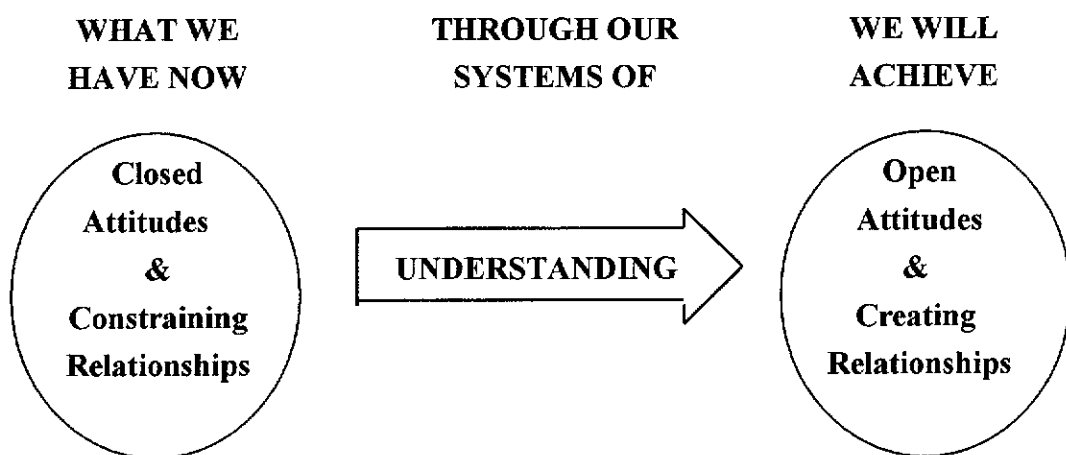 WHAT WE
HAVE NOW
THROUGH OUR
SYSTEMS OF
WE WILL
ACHIEVE
Closed
Attitudes
&
Constraining
Relationships
UNDERSTANDING
Open
Attitudes
&
Creating
Relationships